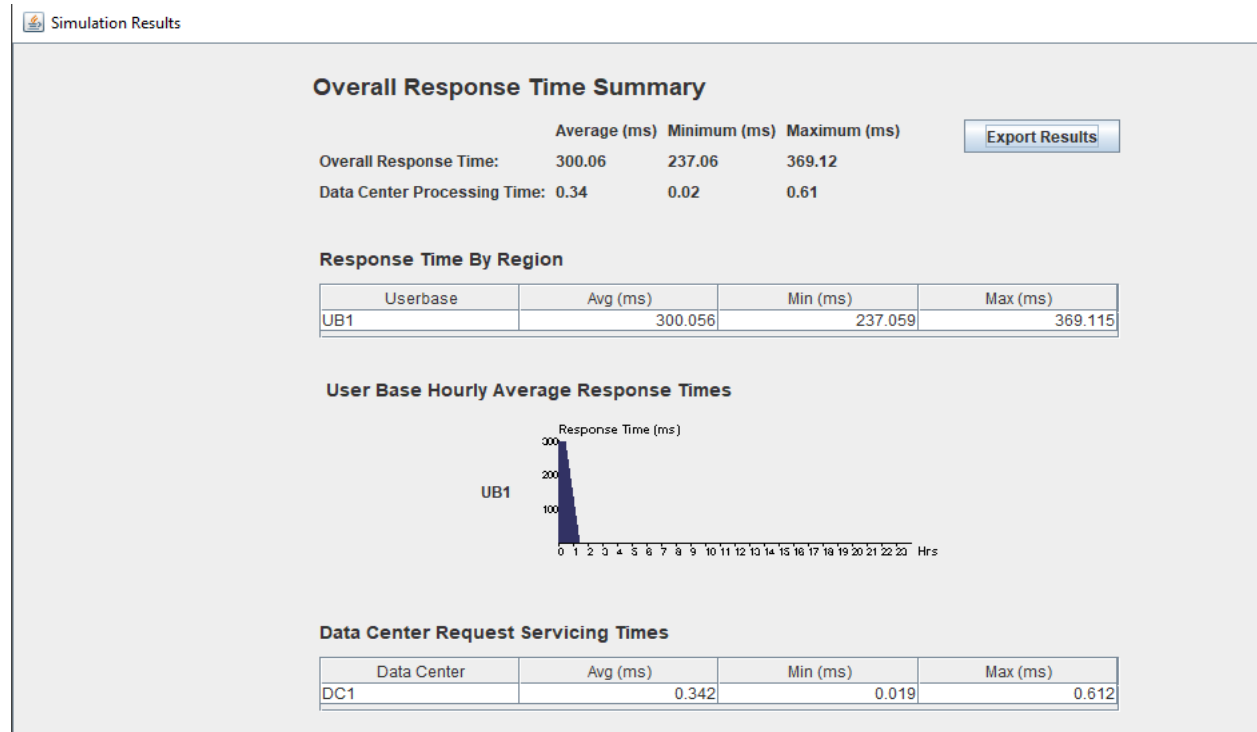 Simulation Results
Overall Response Time Summary
Average (ms) Minimum (ms) Maximum (ms)
Export Results
Overall Response Time: 300.06 237.06 369.12
Data Center Processing Time: 0.34 0.02 0.61
Response Time By Region
Userbase Avg (ms) Min (ms) Max (ms)
UB1 300.056 237.059 369.115
User Base Hourly Average Response Times
Response Time (ms)
300
200
UB1
100
0 1 2 3 4 5 6 7 8 9 10 11 12 13 14 15 16 17 18 19 20 21 22 23 Hrs
Data Center Request Servicing Times
Data Center Avg (ms) Min (ms) Max (ms)
DC1 0.342 0.019 0.612